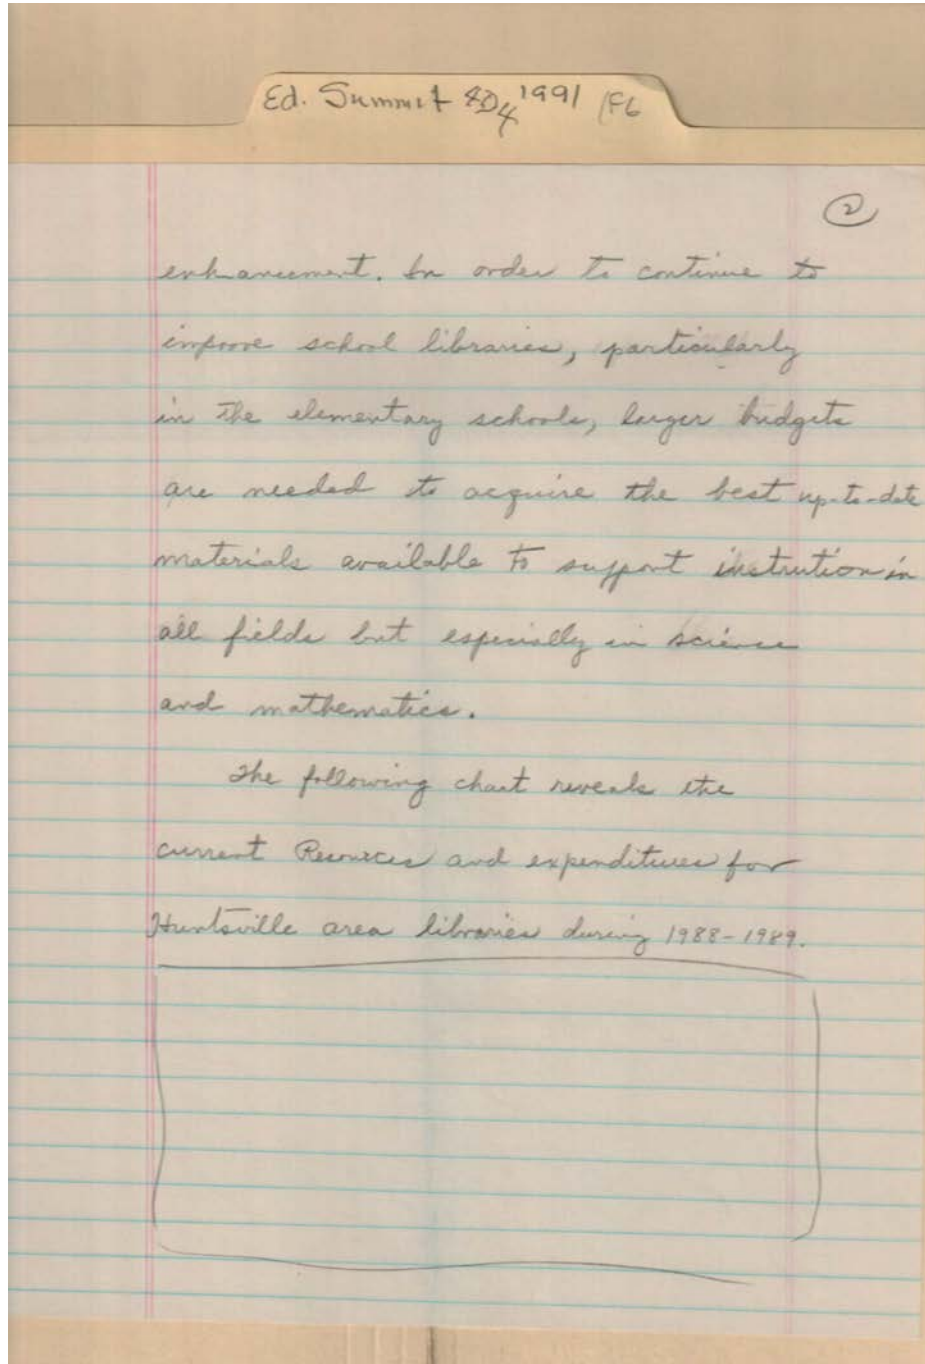 Ed. Summit 8D4 1991 /F6
2
enhancement. In order to continue to
improve school libraries, particularly
in the elementary schools, larger budgets
are needed to acquire the best up-to-date
materials available to support instrution in
all fields but especially in science
and mathematics.
The following chart reveals the
current Resources and expenditures for
Huntsville area libraries during 1988-1989.